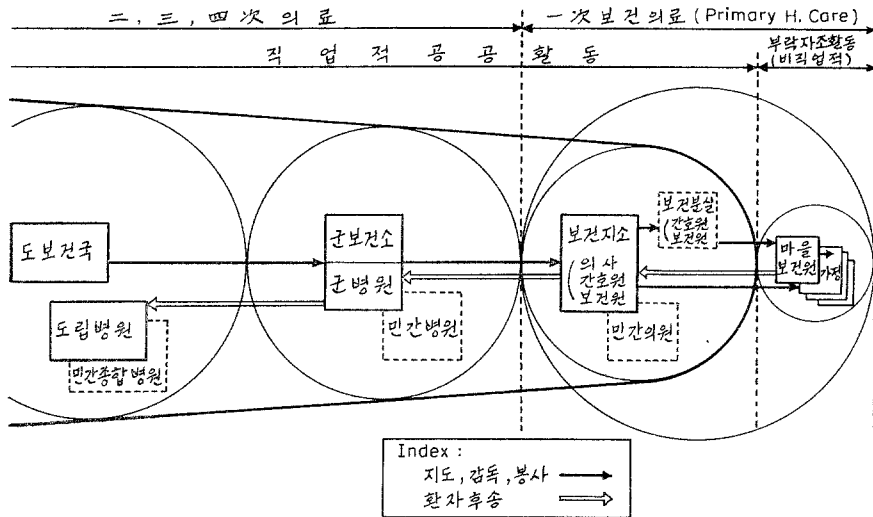 二, 三, 四次 의 료
一次 보건의료 (Primary H. Care)
직 업 적 공 공 활 동
부락자조활동
(비직업적)
도보건국
도립병원
민간종합병원
군보건소
군병원
민간병원
보건지소
(의사
간호원
보건원
민간의원
보건분실
(간호원
보건원
마을
보건원
가정
Index :
지도, 감독, 봉사
환자후송